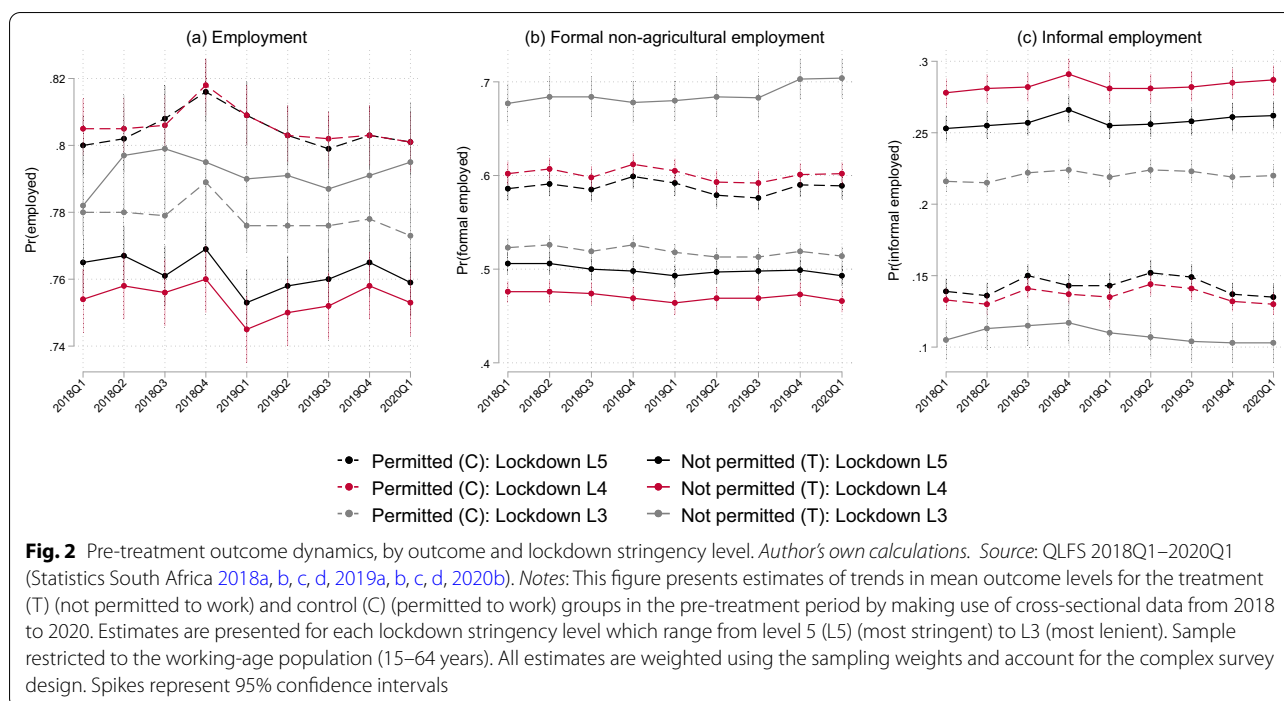 (a) Employment
(b) Formal non-agricultural employment
(c) Informal employment
Pr(employed)
.82
.8
.78
.76
.74
2018Q1
2018Q2
2018Q3
2018Q4
2019Q1
2019Q2
2019Q3
2019Q4
2020Q1
Pr(formal employed)
.7
.6
.5
.4
2018Q1
2018Q2
2018Q3
2018Q4
2019Q1
2019Q2
2019Q3
2019Q4
2020Q1
Pr(informal employed)
.3
.25
.2
.15
.1
2018Q1
2018Q2
2018Q3
2018Q4
2019Q1
2019Q2
2019Q3
2019Q4
2020Q1
Permitted (C): Lockdown L5
Not permitted (T): Lockdown L5
Permitted (C): Lockdown L4
Not permitted (T): Lockdown L4
Permitted (C): Lockdown L3
Not permitted (T): Lockdown L3
Fig. 2 Pre-treatment outcome dynamics, by outcome and lockdown stringency level. Author's own calculations. Source: QLFS 2018Q1–2020Q1
(Statistics South Africa 2018a, b, c, d, 2019a, b, c, d, 2020b). Notes: This figure presents estimates of trends in mean outcome levels for the treatment
(T) (not permitted to work) and control (C) (permitted to work) groups in the pre-treatment period by making use of cross-sectional data from 2018
to 2020. Estimates are presented for each lockdown stringency level which range from level 5 (L5) (most stringent) to L3 (most lenient). Sample
restricted to the working-age population (15–64 years). All estimates are weighted using the sampling weights and account for the complex survey
design. Spikes represent 95% confidence intervals